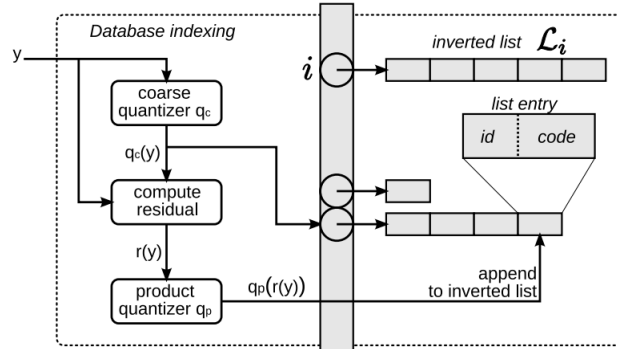 Database indexing
inverted list 𝓛ᵢ
y
i
coarse
quantizer qc
list entry
id
code
qc(y)
compute
residual
r(y)
product
quantizer qp
qp(r(y))
append
to inverted list